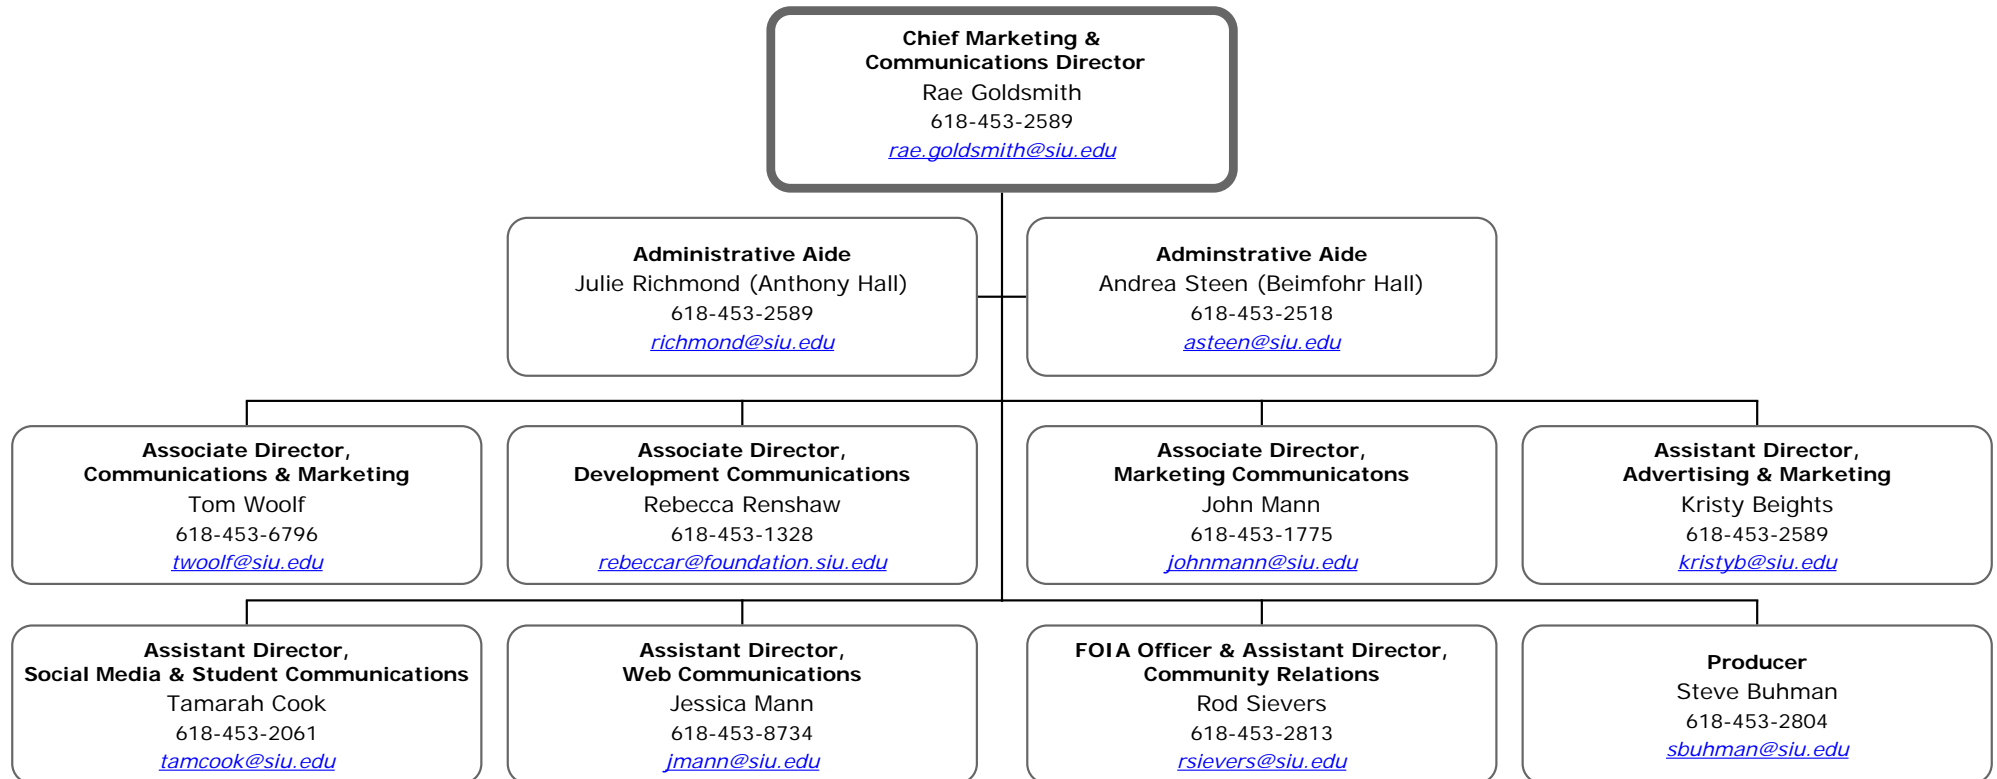 Chief Marketing &
Communications Director
Rae Goldsmith
618-453-2589
rae.goldsmith@siu.edu
Administrative Aide
Julie Richmond (Anthony Hall)
618-453-2589
richmond@siu.edu
Adminstrative Aide
Andrea Steen (Beimfohr Hall)
618-453-2518
asteen@siu.edu
Associate Director,
Communications & Marketing
Tom Woolf
618-453-6796
twoolf@siu.edu
Associate Director,
Development Communications
Rebecca Renshaw
618-453-1328
rebeccar@foundation.siu.edu
Associate Director,
Marketing Communicatons
John Mann
618-453-1775
johnmann@siu.edu
Assistant Director,
Advertising & Marketing
Kristy Beights
618-453-2589
kristyb@siu.edu
Assistant Director,
Social Media & Student Communications
Tamarah Cook
618-453-2061
tamcook@siu.edu
Assistant Director,
Web Communications
Jessica Mann
618-453-8734
jmann@siu.edu
FOIA Officer & Assistant Director,
Community Relations
Rod Sievers
618-453-2813
rsievers@siu.edu
Producer
Steve Buhman
618-453-2804
sbuhman@siu.edu